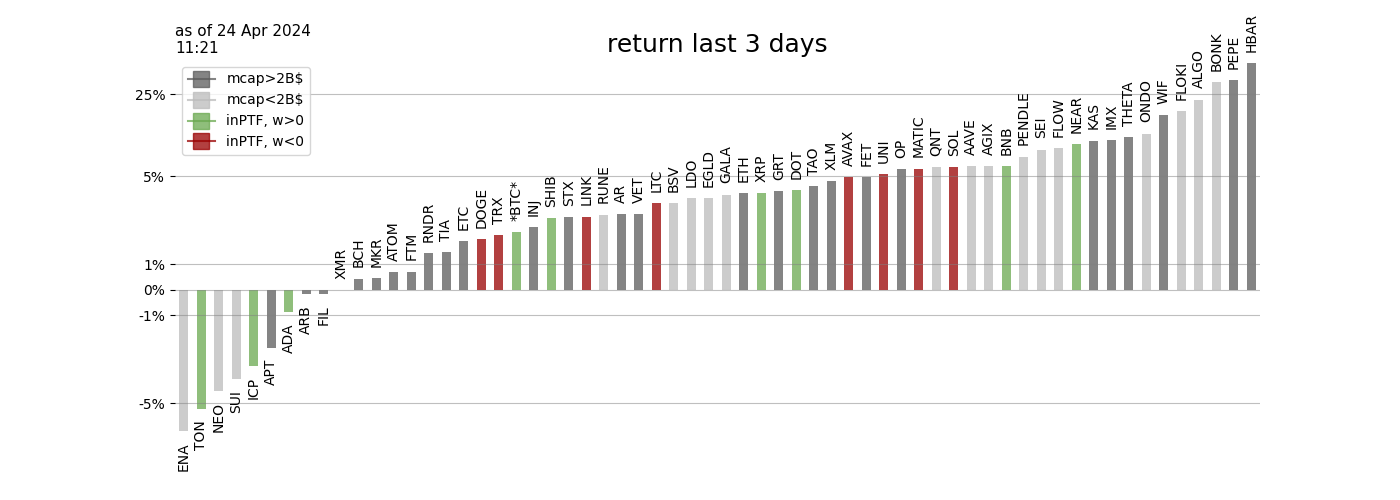 as of 24 Apr 2024
11:21
return last 3 days
mcap>2B$
mcap<2B$
inPTF, w>0
inPTF, w<0
25%
5%
1%
0%
-1%
-5%
ENA
TON
NEO
SUI
ICP
APT
ADA
ARB
FIL
XMR
BCH
MKR
ATOM
FTM
RNDR
TIA
ETC
DOGE
TRX
*BTC*
INJ
SHIB
STX
LINK
RUNE
AR
VET
LTC
BSV
LDO
EGLD
GALA
ETH
XRP
GRT
DOT
TAO
XLM
AVAX
FET
UNI
OP
MATIC
QNT
SOL
AAVE
AGIX
BNB
PENDLE
SEI
FLOW
NEAR
KAS
IMX
THETA
ONDO
WIF
FLOKI
ALGO
BONK
PEPE
HBAR